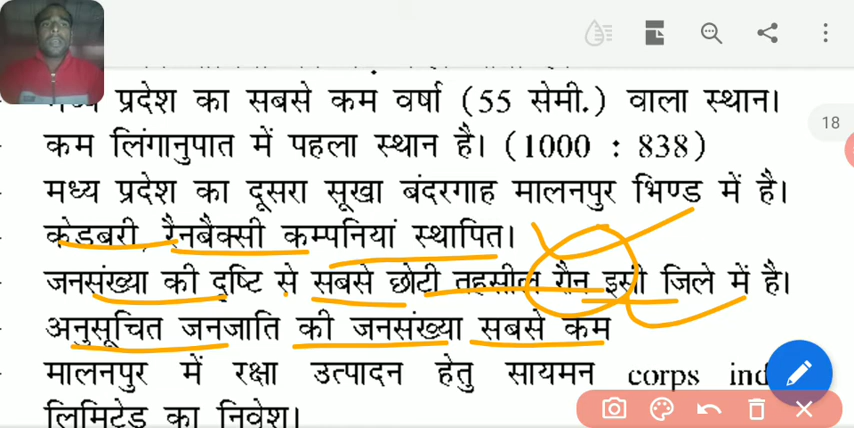 मध्य प्रदेश का सबसे कम वर्षा (55 सेमी.) वाला स्थान।
18
कम लिंगानुपात में पहला स्थान है। (1000 : 838)
मध्य प्रदेश का दूसरा सूखा बंदरगाह मालनपुर भिण्ड में है।
केडबरी, रैनबैक्सी कम्पनियां स्थापित।
जनसंख्या की दृष्टि से सबसे छोटी तहसील रौन इसी जिले में है।
अनुसूचित जनजाति की जनसंख्या सबसे कम
मालनपुर में रक्षा उत्पादन हेतु सायमन corps
लिमिटेड का निवेश।